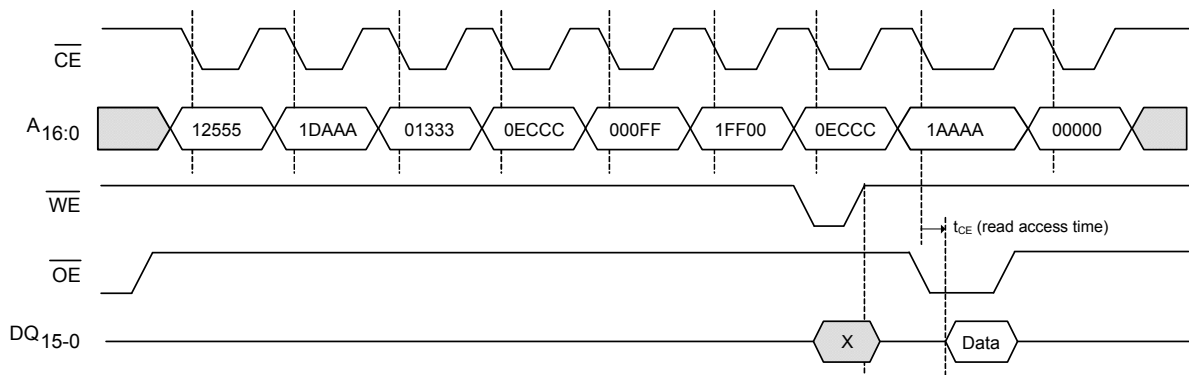 CE
A16:0 12555 1DAAA 01333 0ECCC 000FF 1FF00 0ECCC 1AAAA 00000
WE
tCE (read access time)
OE
DQ15-0 X Data